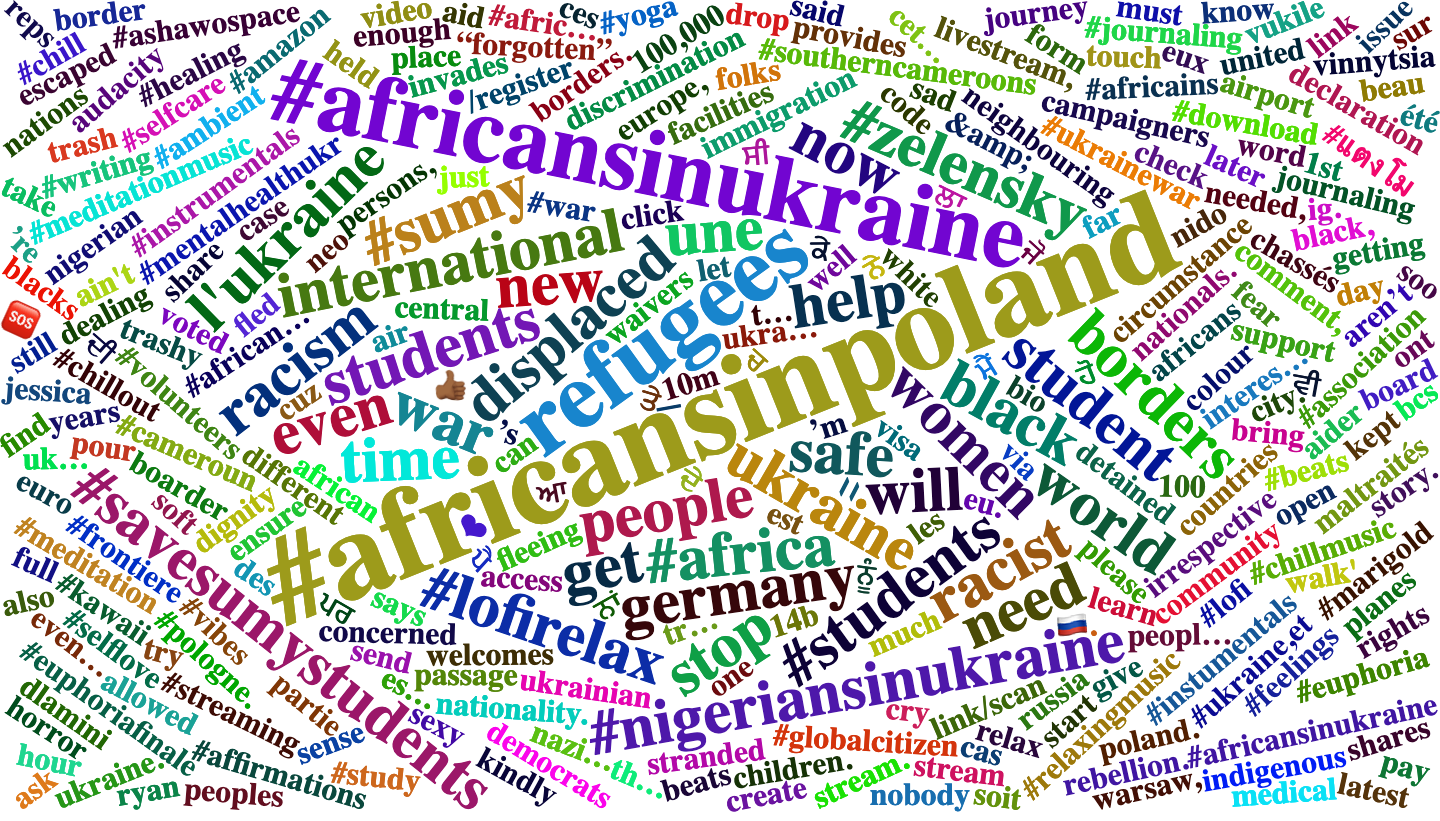 reps,
border
#ashawospace
video
aid
#afric…
ces
#yoga
drop
said
cet…
journey
must
know
vukile
link
issue
sur
#chill
escaped
audacity
#healing
#amazon
held
enough
place
“forgotten”
invades
/register
borders.
100,000
discrimination
folks
provides
#southerncameroons
livestream,
form
#journaling
touch
eux
united
vinnytsia
nations
trash
#selfcare
#ambient
europe,
facilities
immigration
code
sad
neighbouring
&amp;
campaigners
#africains
airport
#download
declaration
beau
été
#writing
#meditationmusic
#instrumentals
#mentalhealthukr
take
're
nigerian
#africansinukraine
now
#zelensky
#ukrainewar
check
later
word
1st
journaling
#แตงโม
l'ukraine
persons,
neo
just
case
share
#sumy
#war
click
une
ਸੀ
ਲਾ
far
needed,
ig.
black,
nido
getting
blacks
ain't
dealing
🆘
still
trashy
voted
fled
#african…
international
central
new
displaced
waivers
let
refugees
well
white
t…
ukra…
help
#africansinpoland
circumstance
nationals.
chassés
comment,
day
,
soo
aren’t
fear
africans
support
ont
jessica
years
#chillout
#volunteers
racism
air
students
👍🏾
cuz
even
war
time
's
can
10m
women
black
student
borders
bio
colour
interes…
city
#association
board
bcs
find
uk…
pour
boarder
#cameroun
different
african
ukraine
safe
’m
visa
via
detained
100
countries
bring
aider
kept
#beats
euro
soft
dignity
ensure
#savesumystudents
people
fleeing
est
will
eu.
les
world
irrespective
open
maltraités
story.
#frontiere
#meditation
des
❤
access
get
#africa
germany
#students
racist
please
community
#chillmusic
full
#kawait
#vibes
ਪਰ
says
#lofirelax
tr…
14b
stop
much
need
learn
#lofi
walk'
#marigold
also
#selflove
try
#pologne.
concerned
send
welcomes
one
🇷🇺
peopl…
#instumentals
planes
rights
even…
#euphoriafinale
allowed
#streaming
partie
es…
passage
ukrainian
#nigeriansinukraine
cry
link/scan
russia
give
start
#relaxingmusic
#ukraine,et
#feelings
#euphoria
dlamini
horror
#affirmations
sense
sexy
nationality.
nazi…
stranded
#globalcitizen
cas
relax
poland.
#africansinukraine
hour
ask
ukraine.
ryan
peoples
#study
kindly
democrats
th…
beats
children.
create
stream.
stream
nobody
soit
rebellion.
warsaw,
indigenous
shares
medical
latest
pay